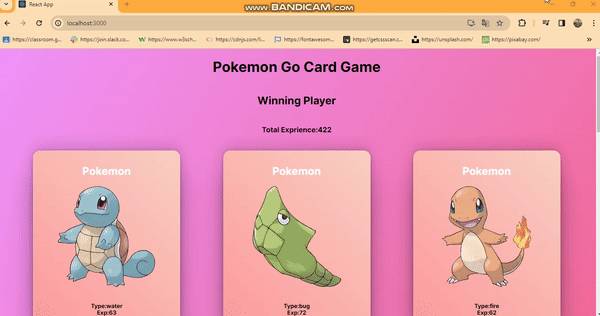 React App
www.BANDICAM.com
localhost:3000
https://classroom.g...
https://join.slack.co...
https://www.w3sch...
https://cdnjs.com/li...
https://fontawesom...
https://getcssscan.c...
https://unsplash.com/
https://pixabay.com/
Pokemon Go Card Game
Winning Player
Total Exprience:422
Pokemon
Pokemon
Pokemon
Type:water
Exp:63
Type:bug
Exp:72
Type:fire
Exp:62